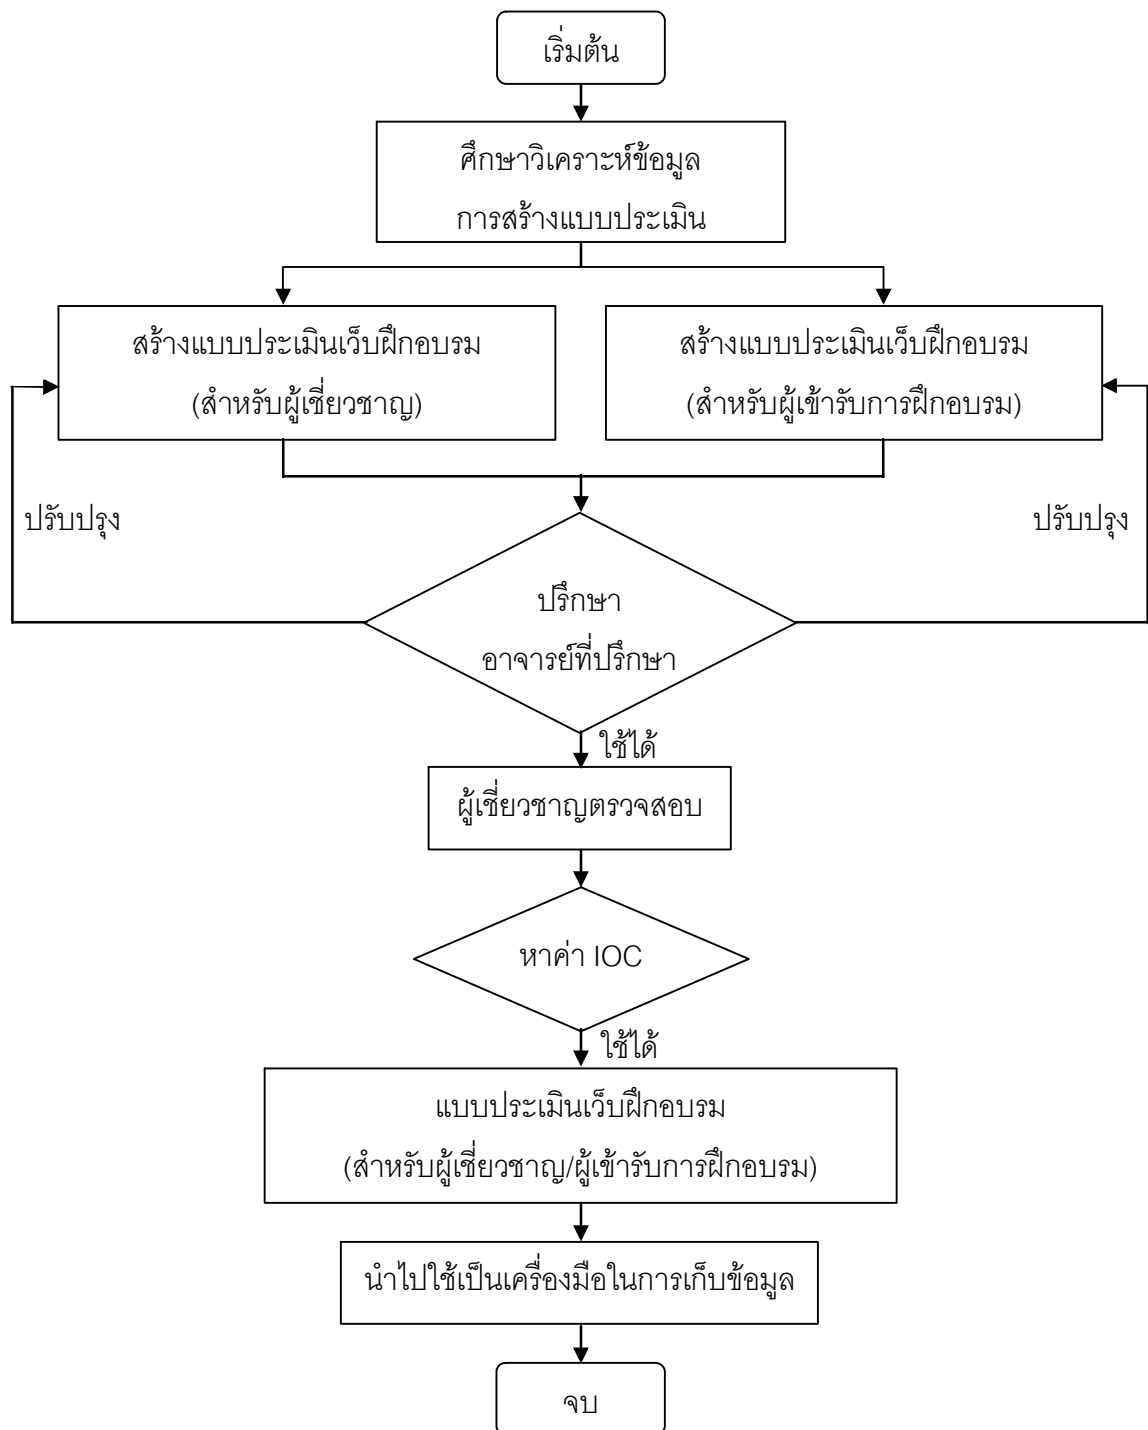 เริ่มต้น
ศึกษาวิเคราะห์ข้อมูล
การสร้างแบบประเมิน
สร้างแบบประเมินเว็บฝึกอบรม
(สำหรับผู้เชี่ยวชาญ)
สร้างแบบประเมินเว็บฝึกอบรม
(สำหรับผู้เข้ารับการฝึกอบรม)
ปรับปรุง
ปรับปรุง
ปรึกษา
อาจารย์ที่ปรึกษา
ใช้ได้
ผู้เชี่ยวชาญตรวจสอบ
หาค่า IOC
ใช้ได้
แบบประเมินเว็บฝึกอบรม
(สำหรับผู้เชี่ยวชาญ/ผู้เข้ารับการฝึกอบรม)
นำไปใช้เป็นเครื่องมือในการเก็บข้อมูล
จบ